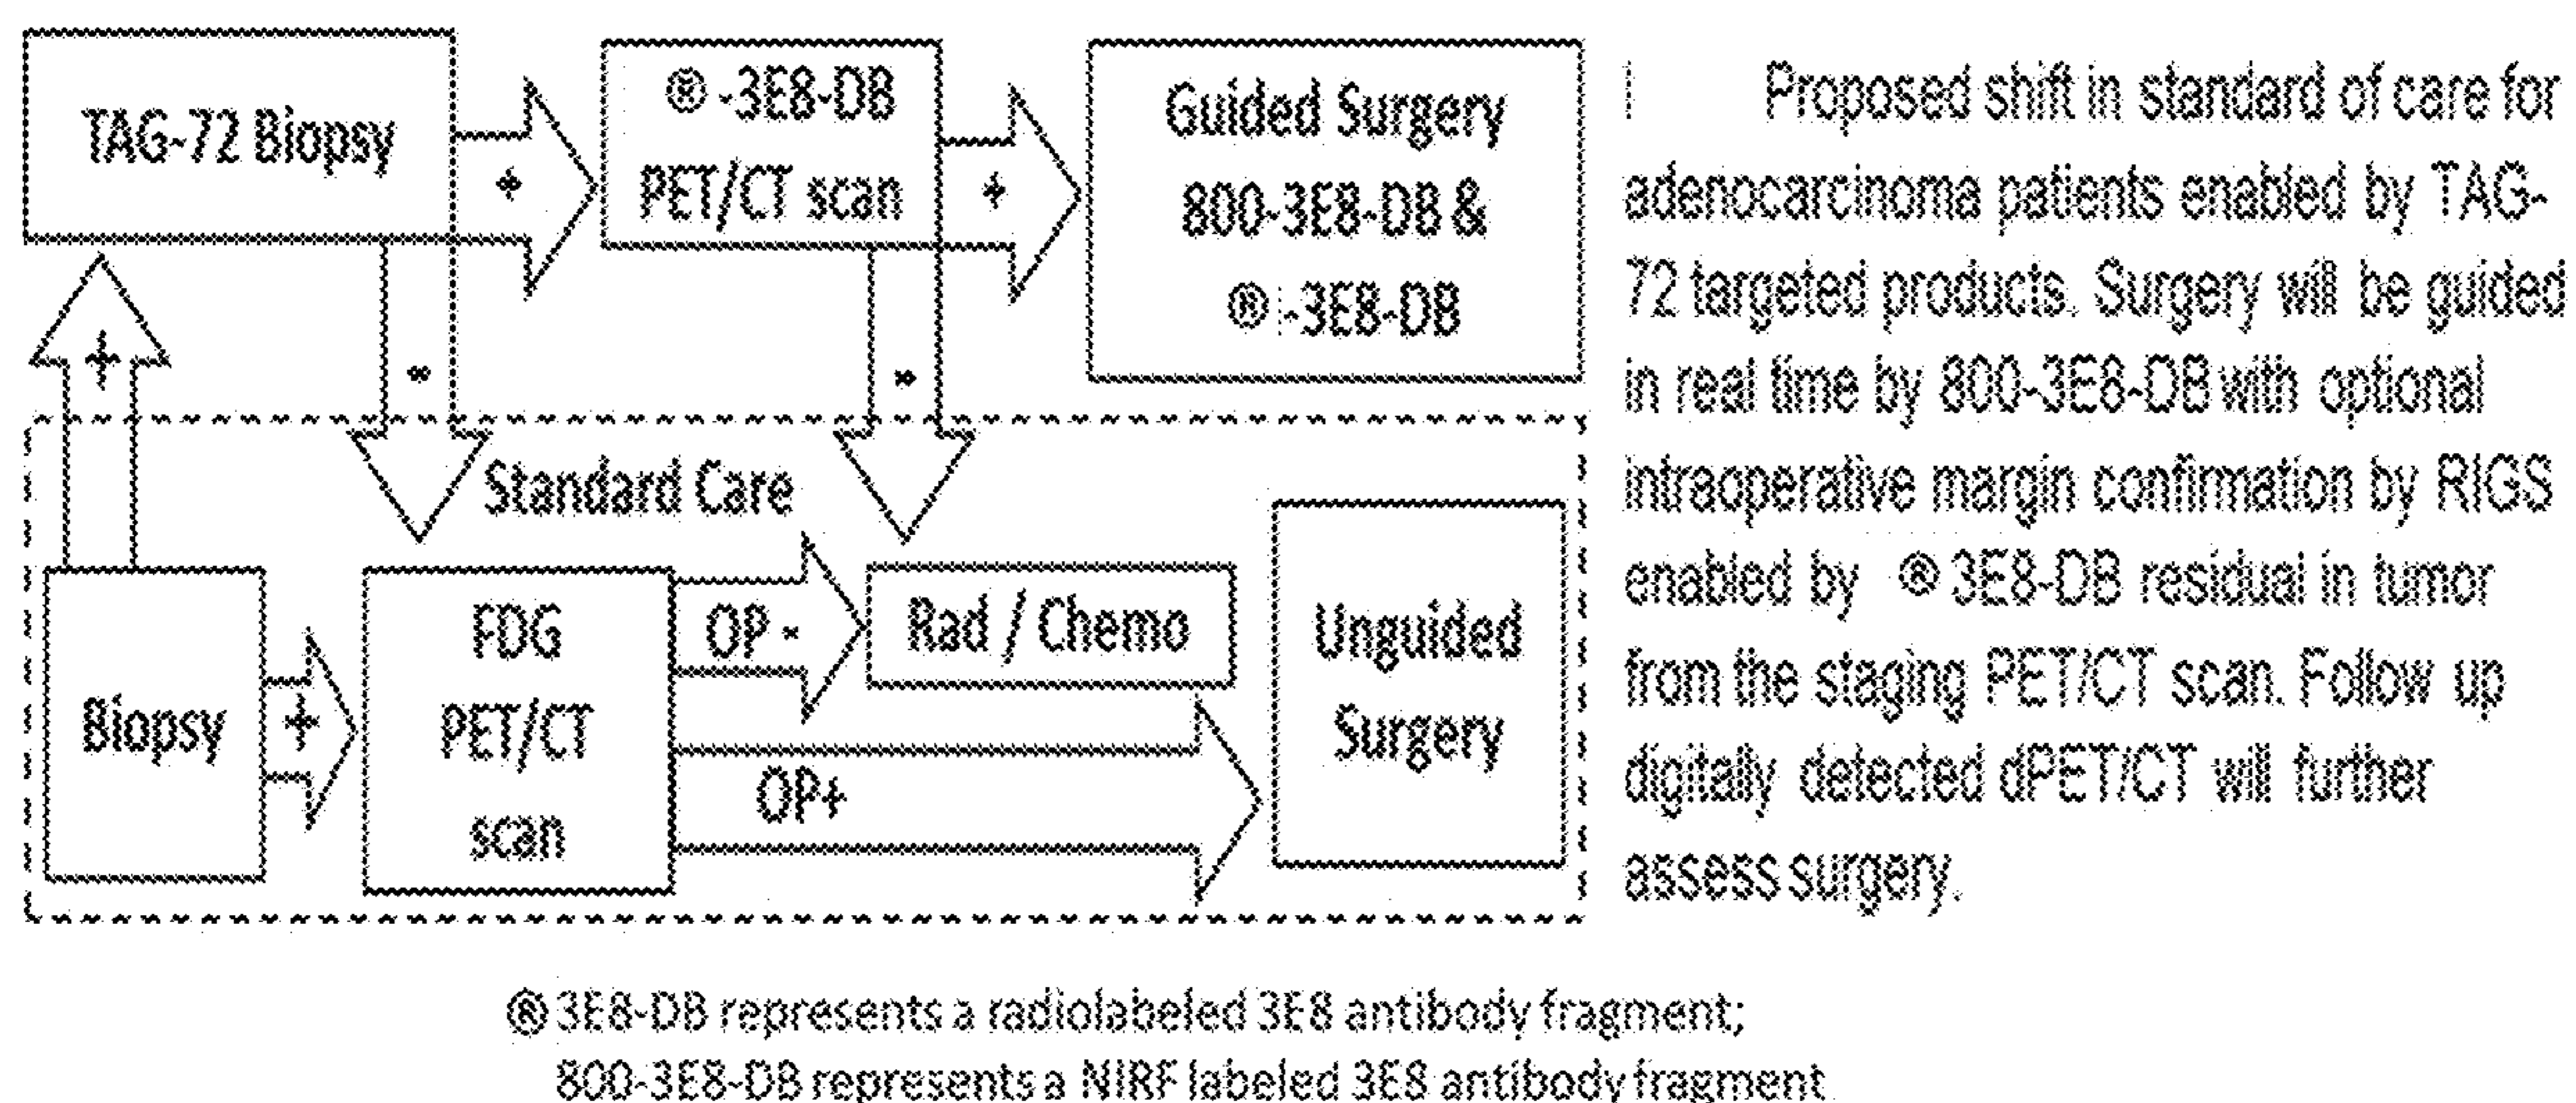 TAG-72 Biopsy
+
® -3E8-DB
PET/CT scan
+
Guided Surgery
800-3E8-DB &
® -3E8-DB
+
-
-
Standard Care
Biopsy
+
FDG
PET/CT
scan
OP -
Rad / Chemo
OP+
Unguided
Surgery
Proposed shift in standard of care for
adenocarcinoma patients enabled by TAG-
72 targeted products. Surgery will be guided
in real time by 800-3E8-DB with optional
intraoperative margin confirmation by RIGS
enabled by ® 3E8-DB residual in tumor
from the staging PET/CT scan. Follow up
digitally detected dPET/CT will further
assess surgery.
® 3E8-DB represents a radiolabeled 3E8 antibody fragment;
800-3E8-DB represents a NIRF labeled 3E8 antibody fragment